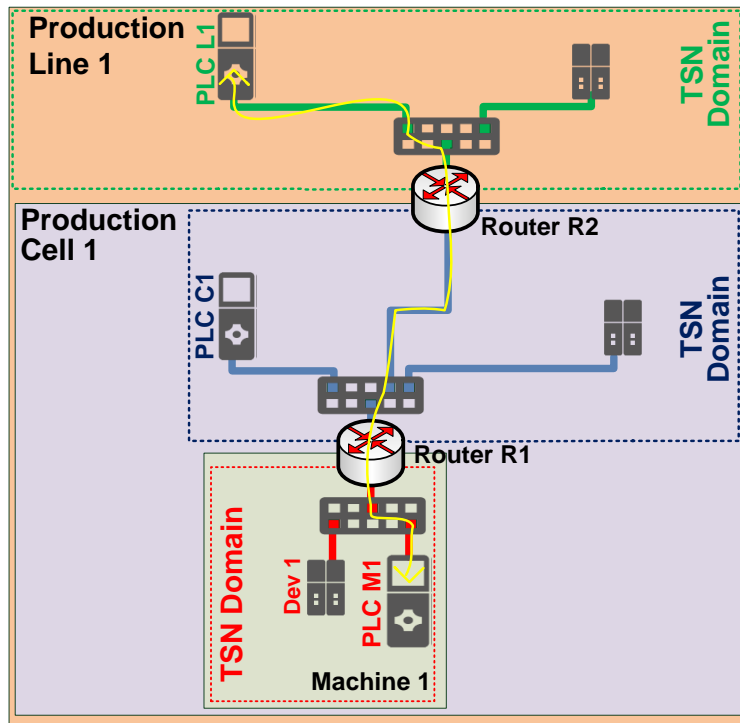 Production
Line 1
PLC L1
TSN
Domain
Router R2
Production
Cell 1
PLC C1
TSN
Domain
Router R1
TSN Domain
Dev 1
PLC M1
Machine 1